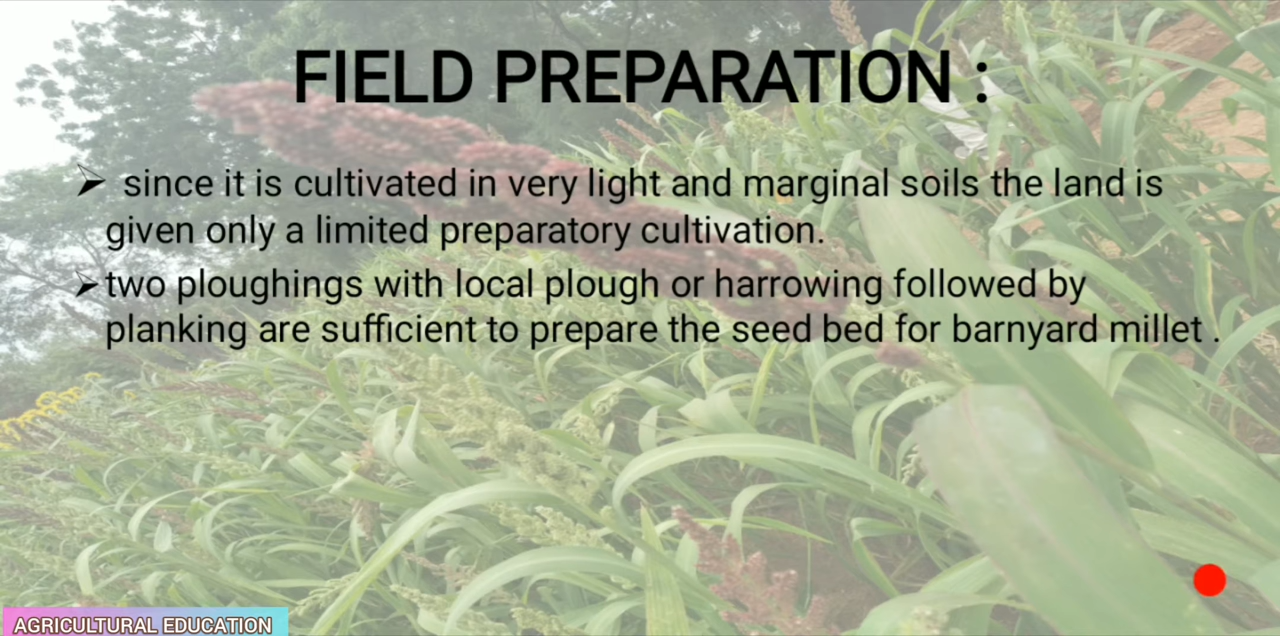 FIELD PREPARATION :
since it is cultivated in very light and marginal soils the land is
given only a limited preparatory cultivation.
two ploughings with local plough or harrowing followed by
planking are sufficient to prepare the seed bed for barnyard millet .
AGRICULTURAL EDUCATION